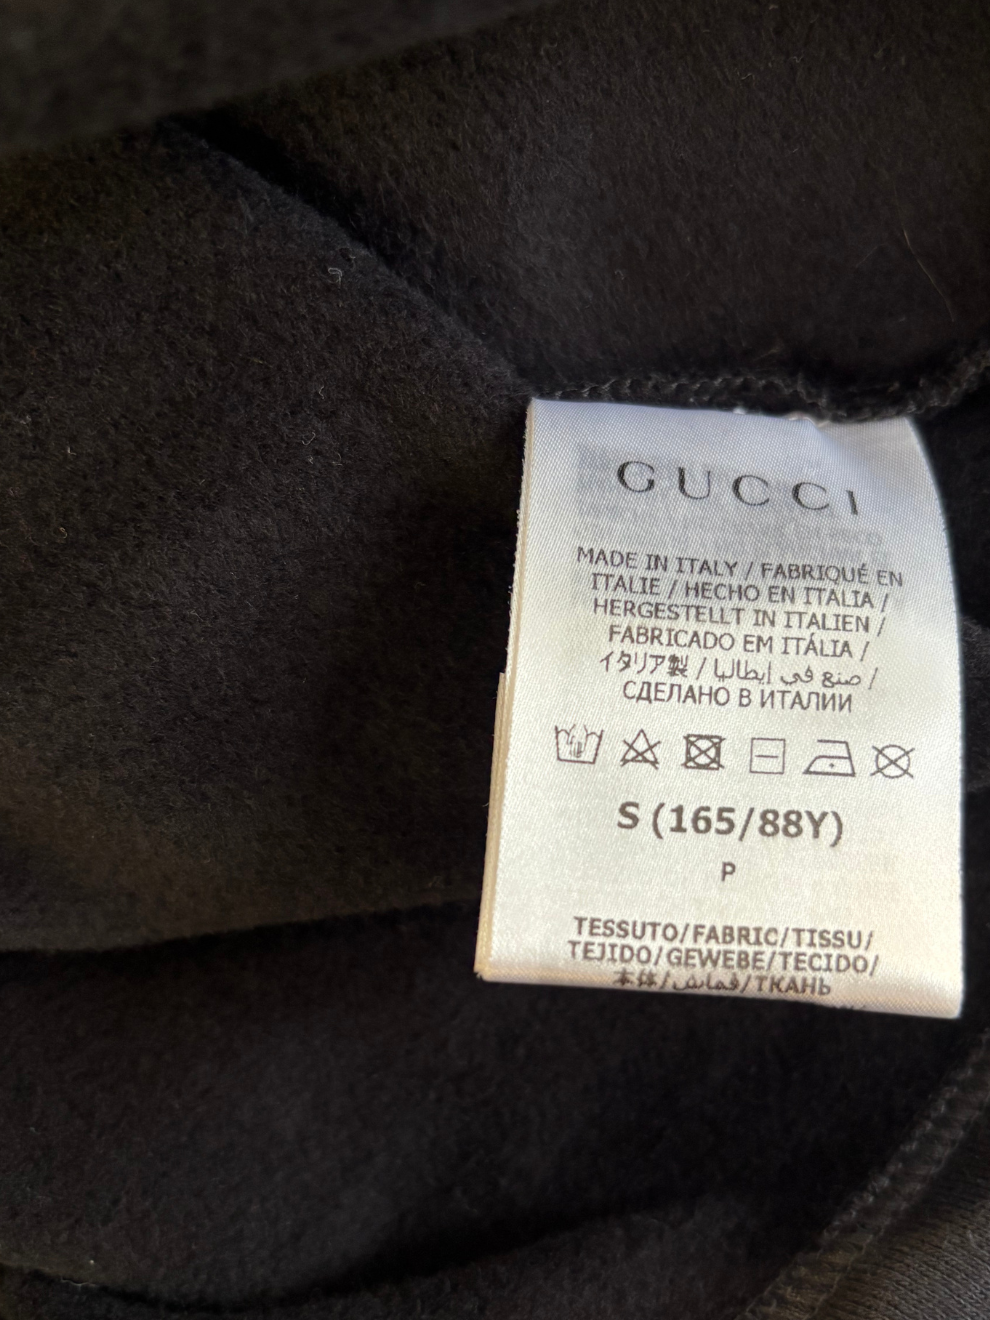 GUCCI
MADE IN ITALY / FABRIQUÉ EN
ITALIE / HECHO EN ITALIA /
HERGESTELLT IN ITALIEN /
FABRICADO EM ITÁLIA /
イタリア製 / صنع في إيطاليا /
СДЕЛАНО В ИТАЛИИ
S (165/88Y)
P
TESSUTO/FABRIC/TISSU/
TEJIDO/GEWEBE/TECIDO/
本体/قماش/ТКАНЬ